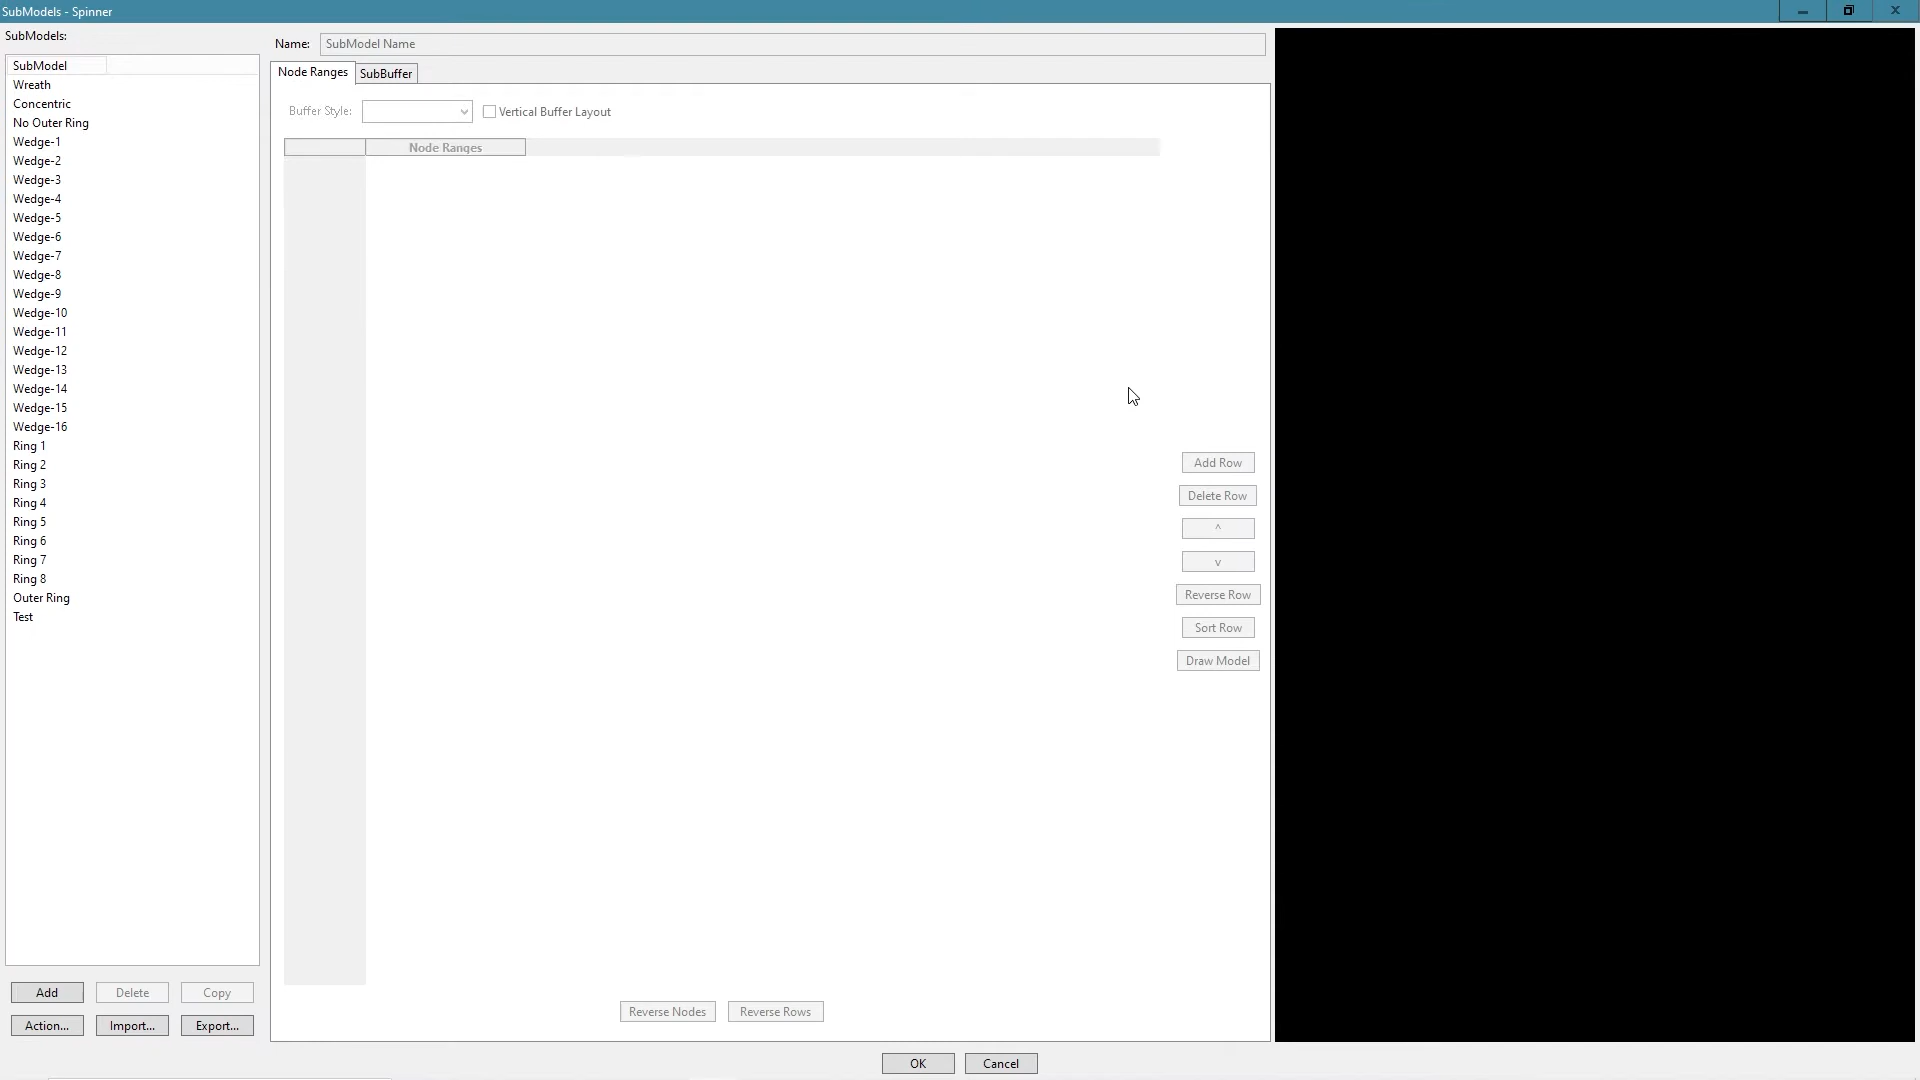 SubModels - Spinner
SubModels:
SubModel
Wreath
Concentric
No Outer Ring
Wedge-1
Wedge-2
Wedge-3
Wedge-4
Wedge-5
Wedge-6
Wedge-7
Wedge-8
Wedge-9
Wedge-10
Wedge-11
Wedge-12
Wedge-13
Wedge-14
Wedge-15
Wedge-16
Ring 1
Ring 2
Ring 3
Ring 4
Ring 5
Ring 6
Ring 7
Ring 8
Outer Ring
Test
Add Delete Copy
Action... Import... Export...
Name: SubModel Name
Node Ranges SubBuffer
Buffer Style: Vertical Buffer Layout
Node Ranges
Add Row
Delete Row
^
v
Reverse Row
Sort Row
Draw Model
Reverse Nodes Reverse Rows
OK Cancel